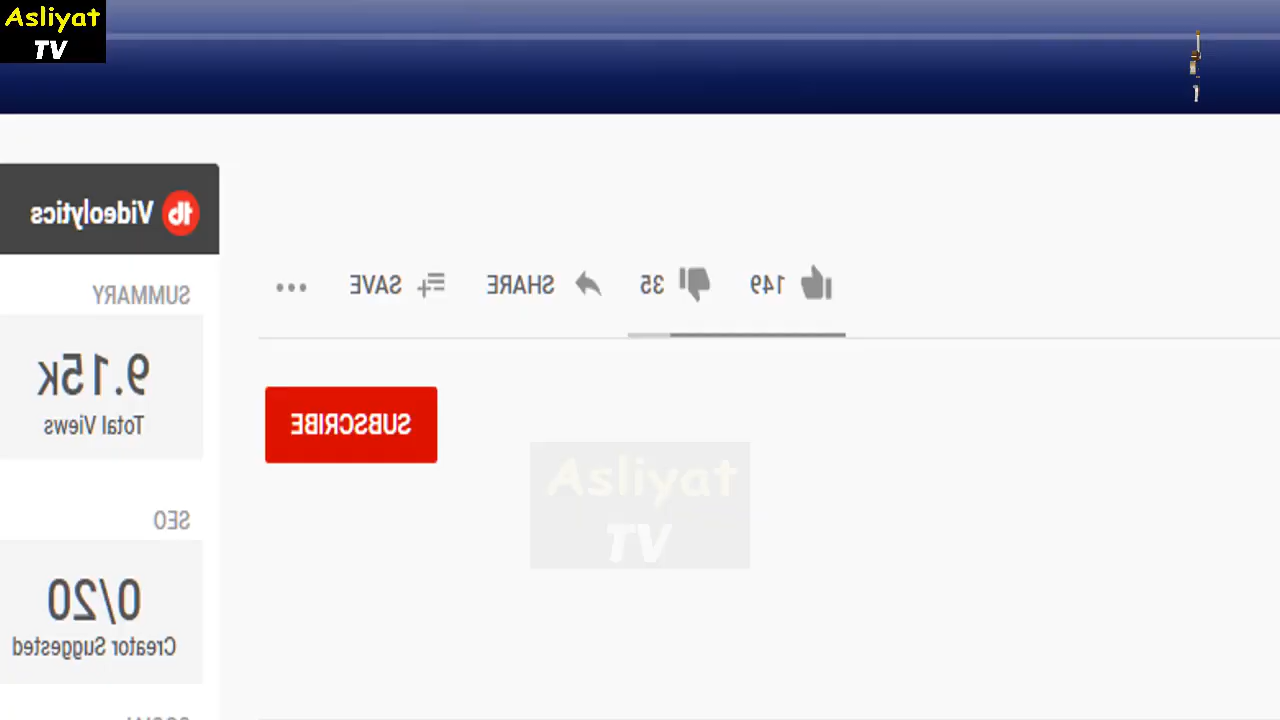 Asliyat
TV
Videolytics
SUMMARY
9.15K
Total Views
SEO
0/20
Creator Suggested
SOCIAL
SAVE
SHARE
35
149
SUBSCRIBE
Asliyat
TV